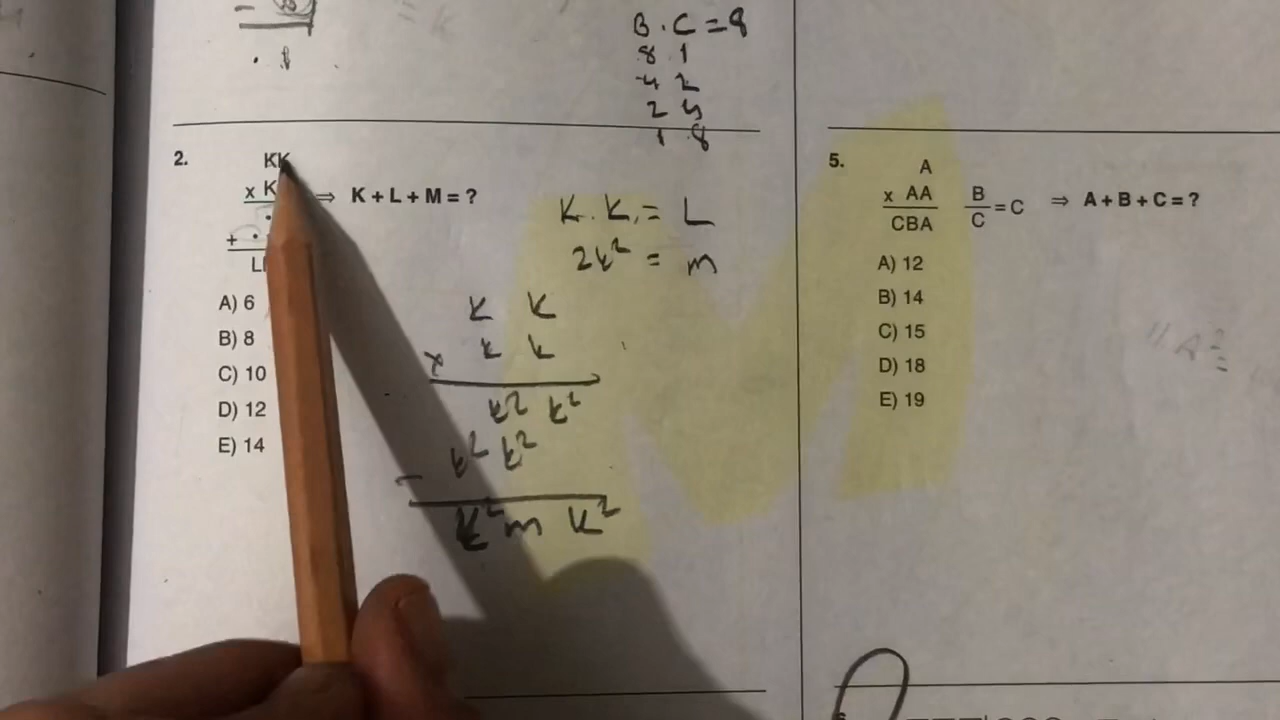 B . C = 8
8 1
4 2
2 4
1 8
2.
KK
x K
⇒ K + L + M = ?
+ ·
L
A) 6
B) 8
C) 10
D) 12
E) 14
K . K = L
2k² = m
K K
x k k
k² k²
k² k²
k² m k²
5.
A
x AA
CBA
B
C
= C
⇒ A + B + C = ?
A) 12
B) 14
C) 15
D) 18
E) 19